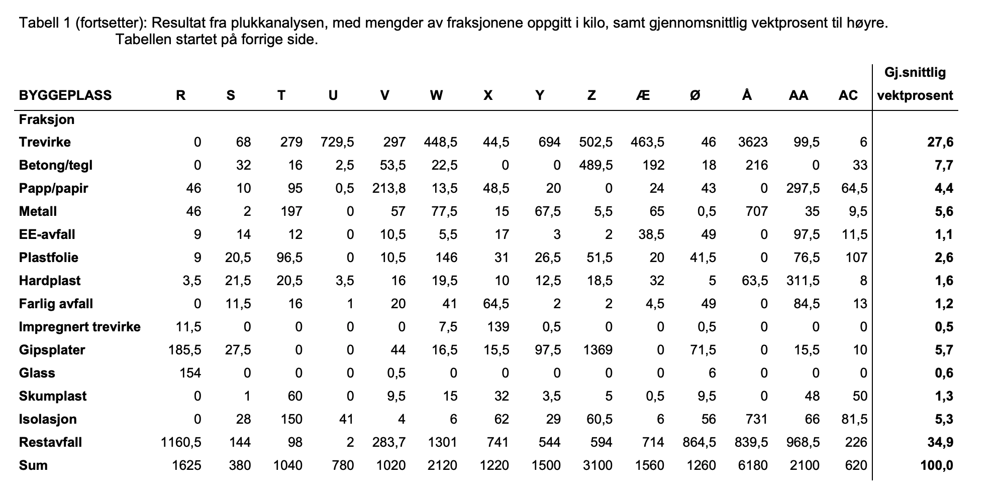 Tabell 1 (fortsetter): Resultat fra plukkanalysen, med mengder av fraksjonene oppgitt i kilo, samt gjennomsnittlig vektprosent til høyre.
Tabellen startet på forrige side.
Gj.snittlig
BYGGEPLASS R S T U V W X Y Z Æ Ø Å AA AC vektprosent
Fraksjon
Trevirke 0 68 279 729,5 297 448,5 44,5 694 502,5 463,5 46 3623 99,5 6 27,6
Betong/tegl 0 32 16 2,5 53,5 22,5 0 0 489,5 192 18 216 0 33 7,7
Papp/papir 46 10 95 0,5 213,8 13,5 48,5 20 0 24 43 0 297,5 64,5 4,4
Metall 46 2 197 0 57 77,5 15 67,5 5,5 65 0,5 707 35 9,5 5,6
EE-avfall 9 14 12 0 10,5 5,5 17 3 2 38,5 49 0 97,5 11,5 1,1
Plastfolie 9 20,5 96,5 0 10,5 146 31 26,5 51,5 20 41,5 0 76,5 107 2,6
Hardplast 3,5 21,5 20,5 3,5 16 19,5 10 12,5 18,5 32 5 63,5 311,5 8 1,6
Farlig avfall 0 11,5 16 1 20 41 64,5 2 2 4,5 49 0 84,5 13 1,2
Impregnert trevirke 11,5 0 0 0 0 7,5 139 0,5 0 0 0,5 0 0 0 0,5
Gipsplater 185,5 27,5 0 0 44 16,5 15,5 97,5 1369 0 71,5 0 15,5 10 5,7
Glass 154 0 0 0 0,5 0 0 0 0 0 6 0 0 0 0,6
Skumplast 0 1 60 0 9,5 15 32 3,5 5 0,5 9,5 0 48 50 1,3
Isolasjon 0 28 150 41 4 6 62 29 60,5 6 56 731 66 81,5 5,3
Restavfall 1160,5 144 98 2 283,7 1301 741 544 594 714 864,5 839,5 968,5 226 34,9
Sum 1625 380 1040 780 1020 2120 1220 1500 3100 1560 1260 6180 2100 620 100,0